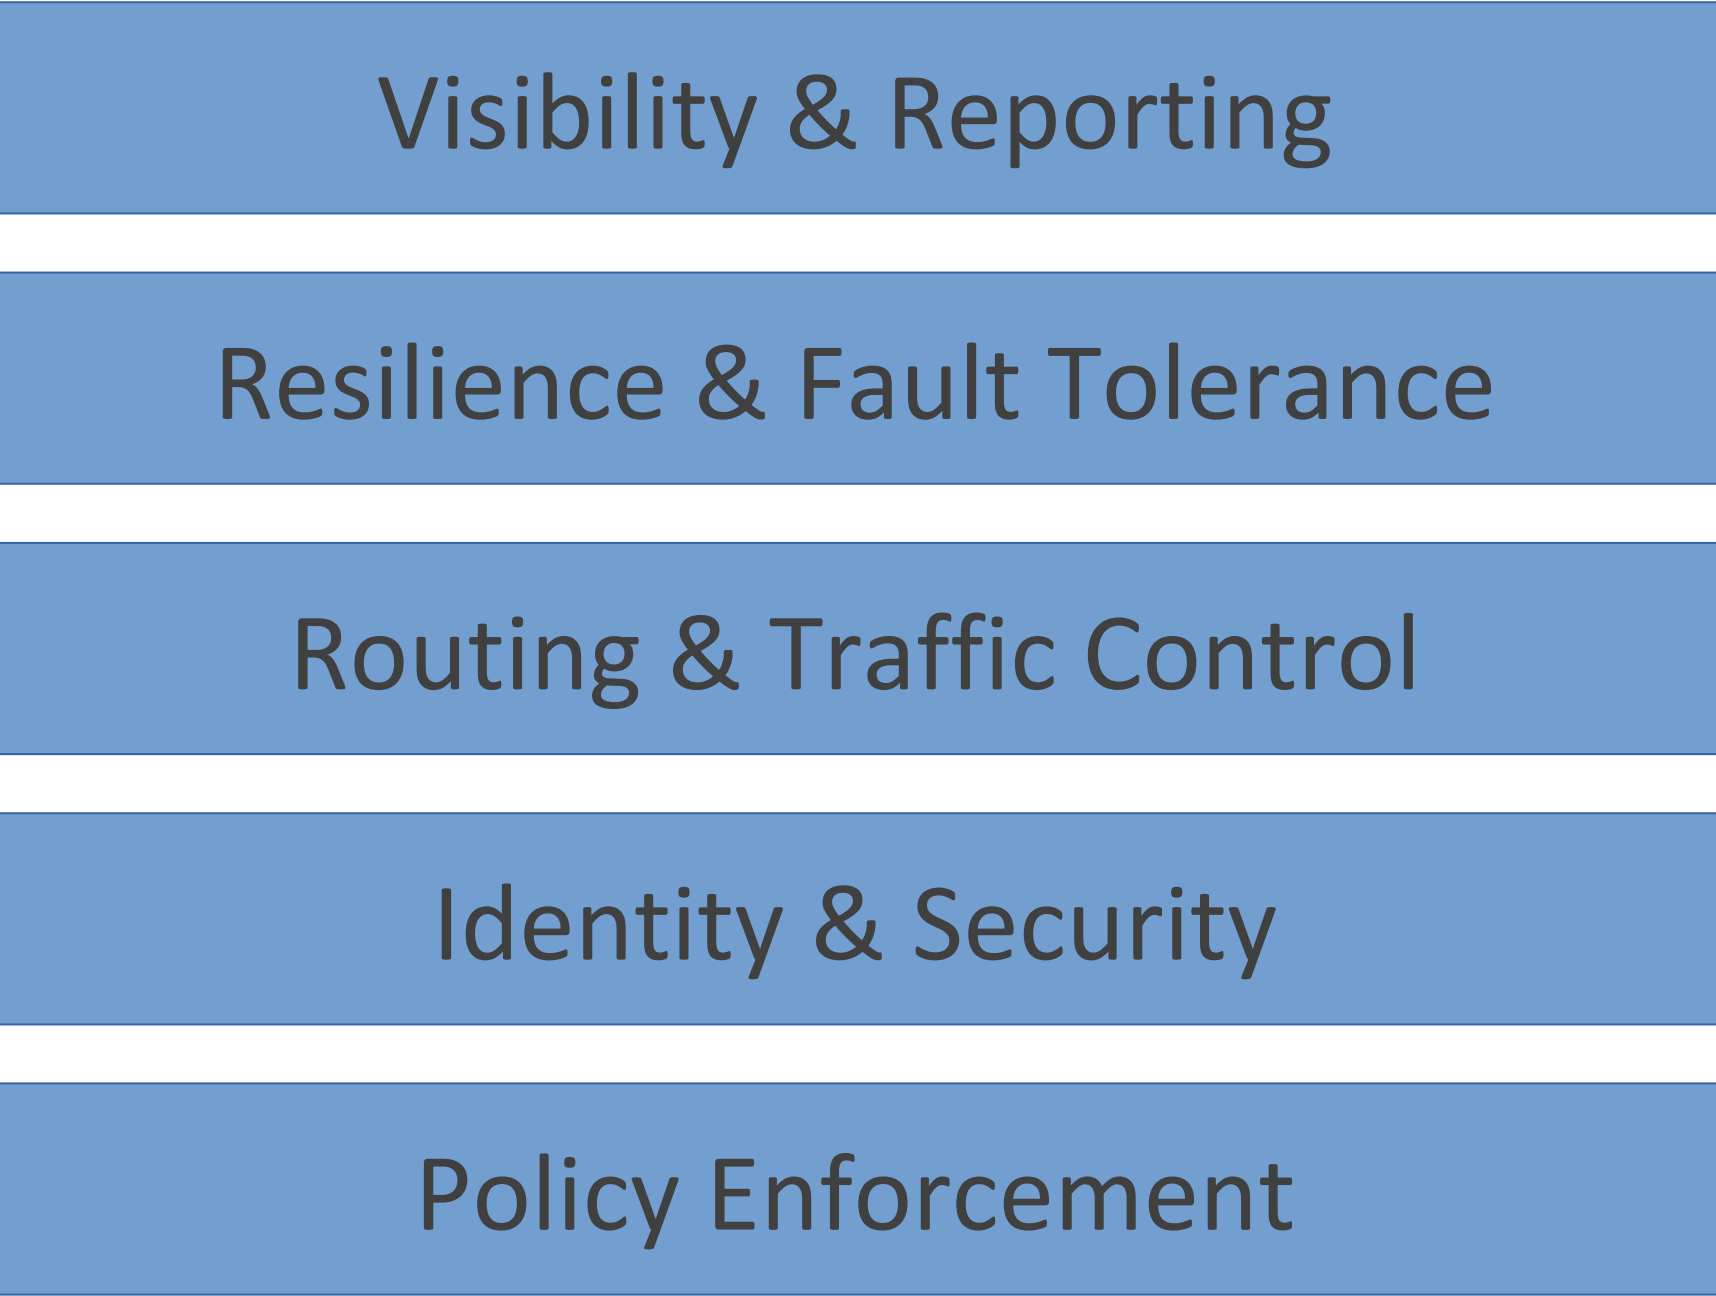 Visibility & Reporting
Resilience & Fault Tolerance
Routing & Traffic Control
Identity & Security
Policy Enforcement